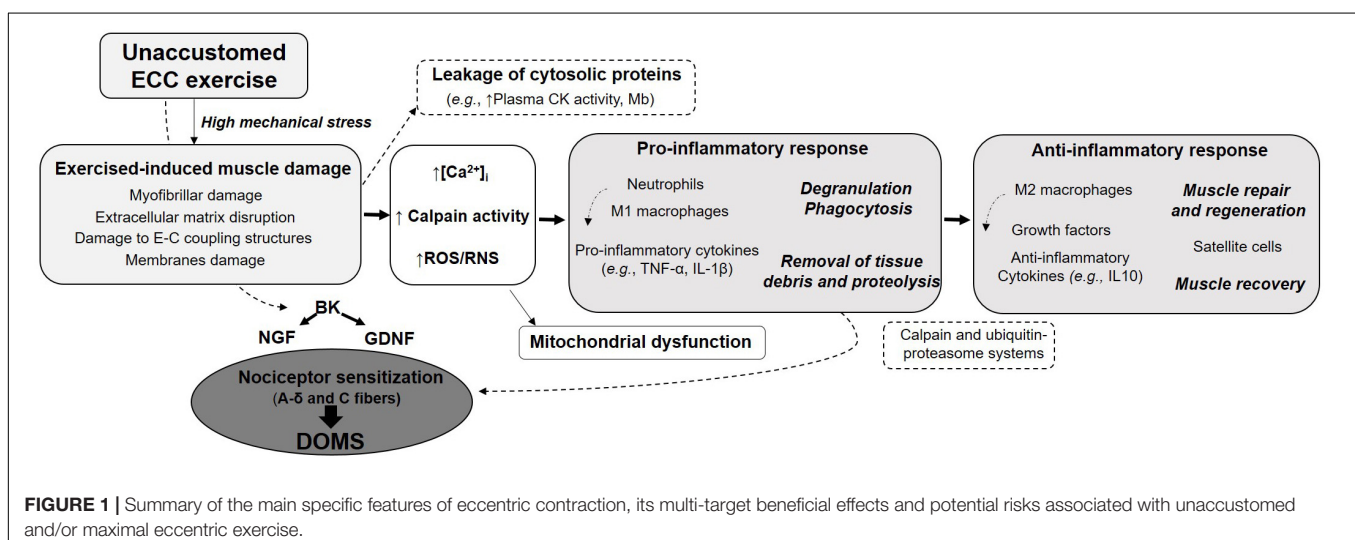 Unaccustomed
ECC exercise
High mechanical stress
Leakage of cytosolic proteins
(e.g., ↑Plasma CK activity, Mb)
Exercised-induced muscle damage
Myofibrillar damage
Extracellular matrix disruption
Damage to E-C coupling structures
Membranes damage
↑[Ca²⁺]ᵢ
↑ Calpain activity
↑ROS/RNS
Pro-inflammatory response
Neutrophils
M1 macrophages
Pro-inflammatory cytokines
(e.g., TNF-α, IL-1β)
Degranulation
Phagocytosis
Removal of tissue
debris and proteolysis
Anti-inflammatory response
M2 macrophages
Growth factors
Anti-inflammatory
Cytokines (e.g., IL10)
Muscle repair
and regeneration
Satellite cells
Muscle recovery
BK
NGF
GDNF
Mitochondrial dysfunction
Calpain and ubiquitin-
proteasome systems
Nociceptor sensitization
(A-δ and C fibers)
DOMS
FIGURE 1 | Summary of the main specific features of eccentric contraction, its multi-target beneficial effects and potential risks associated with unaccustomed
and/or maximal eccentric exercise.